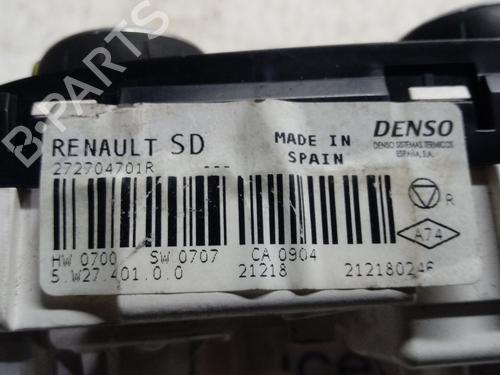 RENAULT SD
MADE IN
SPAIN
DENSO
DENSO SISTEMAS TERMICOS
ESPAÑA, S.A.
272704701R ---
R
A74
HW 0700 SW 0707 CA 0904
5.W27.401.0.0 21218 212180246
B-PARTS